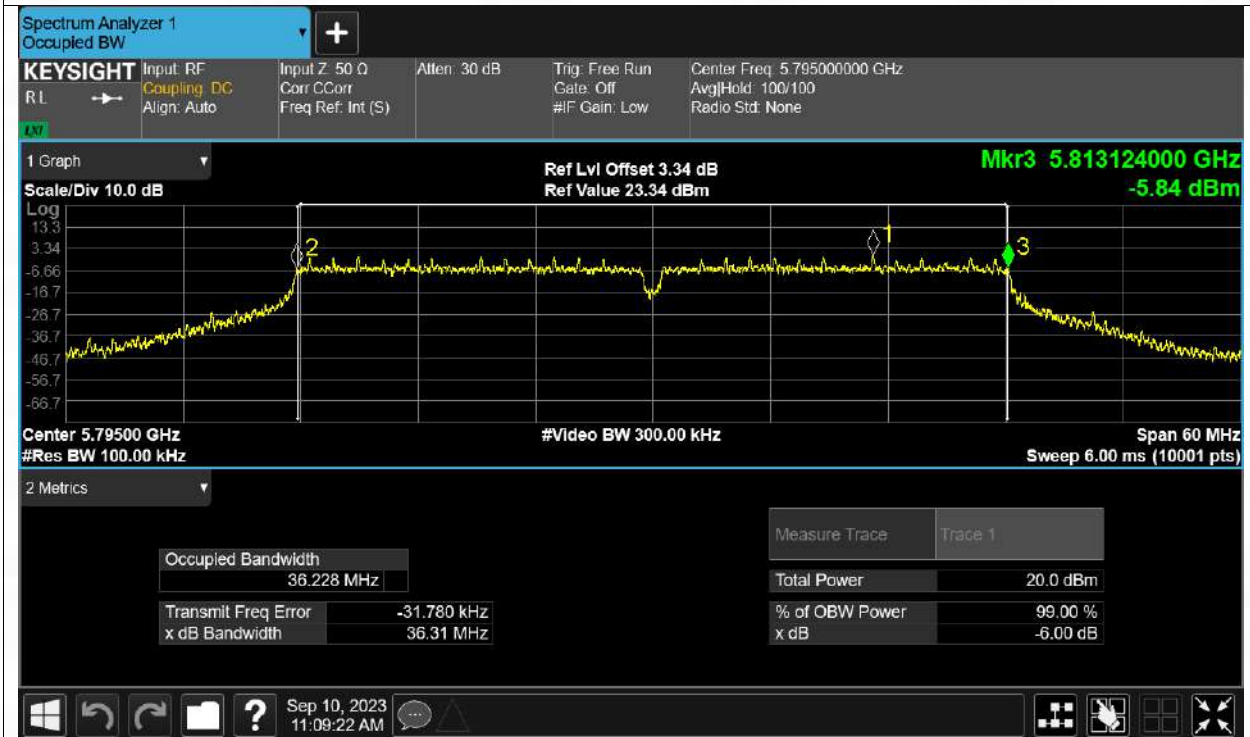 Spectrum Analyzer 1
Occupied BW
+
KEYSIGHT
RL
LXI
Input: RF
Coupling: DC
Align: Auto
Input Z: 50 Ω
Corr CCorr
Freq Ref: Int (S)
Atten: 30 dB
Trig: Free Run
Gate: Off
#IF Gain: Low
Center Freq: 5.795000000 GHz
Avg|Hold: 100/100
Radio Std: None
1 Graph
Scale/Div 10.0 dB
Ref Lvl Offset 3.34 dB
Ref Value 23.34 dBm
Mkr3 5.813124000 GHz
-5.84 dBm
Log
13.3
3.34
-6.66
-16.7
-26.7
-36.7
-46.7
-56.7
-66.7
2
1
3
Center 5.79500 GHz
#Res BW 100.00 kHz
#Video BW 300.00 kHz
Span 60 MHz
Sweep 6.00 ms (10001 pts)
2 Metrics
Occupied Bandwidth
36.228 MHz
Transmit Freq Error -31.780 kHz
x dB Bandwidth 36.31 MHz
Measure Trace Trace 1
Total Power 20.0 dBm
% of OBW Power 99.00 %
x dB -6.00 dB
?
Sep 10, 2023
11:09:22 AM